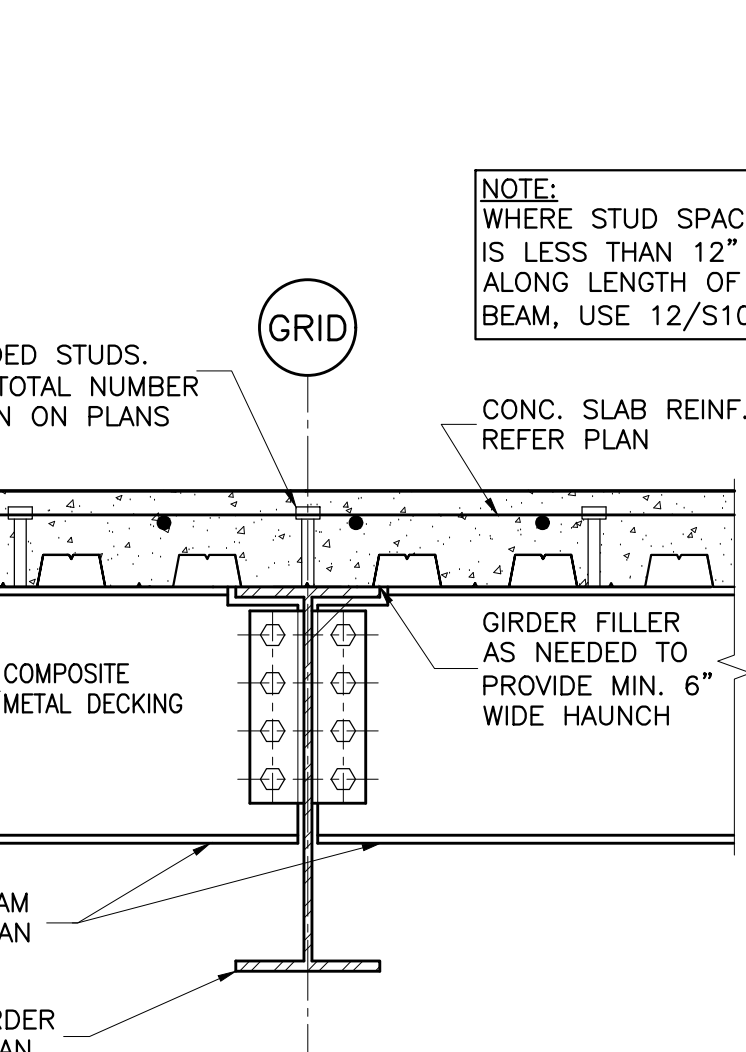 NOTE:
WHERE STUD SPAC
IS LESS THAN 12"
ALONG LENGTH OF
BEAM, USE 12/S10
GRID
DED STUDS.
TOTAL NUMBER
N ON PLANS
CONC. SLAB REINF.
REFER PLAN
GIRDER FILLER
AS NEEDED TO
PROVIDE MIN. 6"
WIDE HAUNCH
COMPOSITE
METAL DECKING
AM
AN
RDER
AN